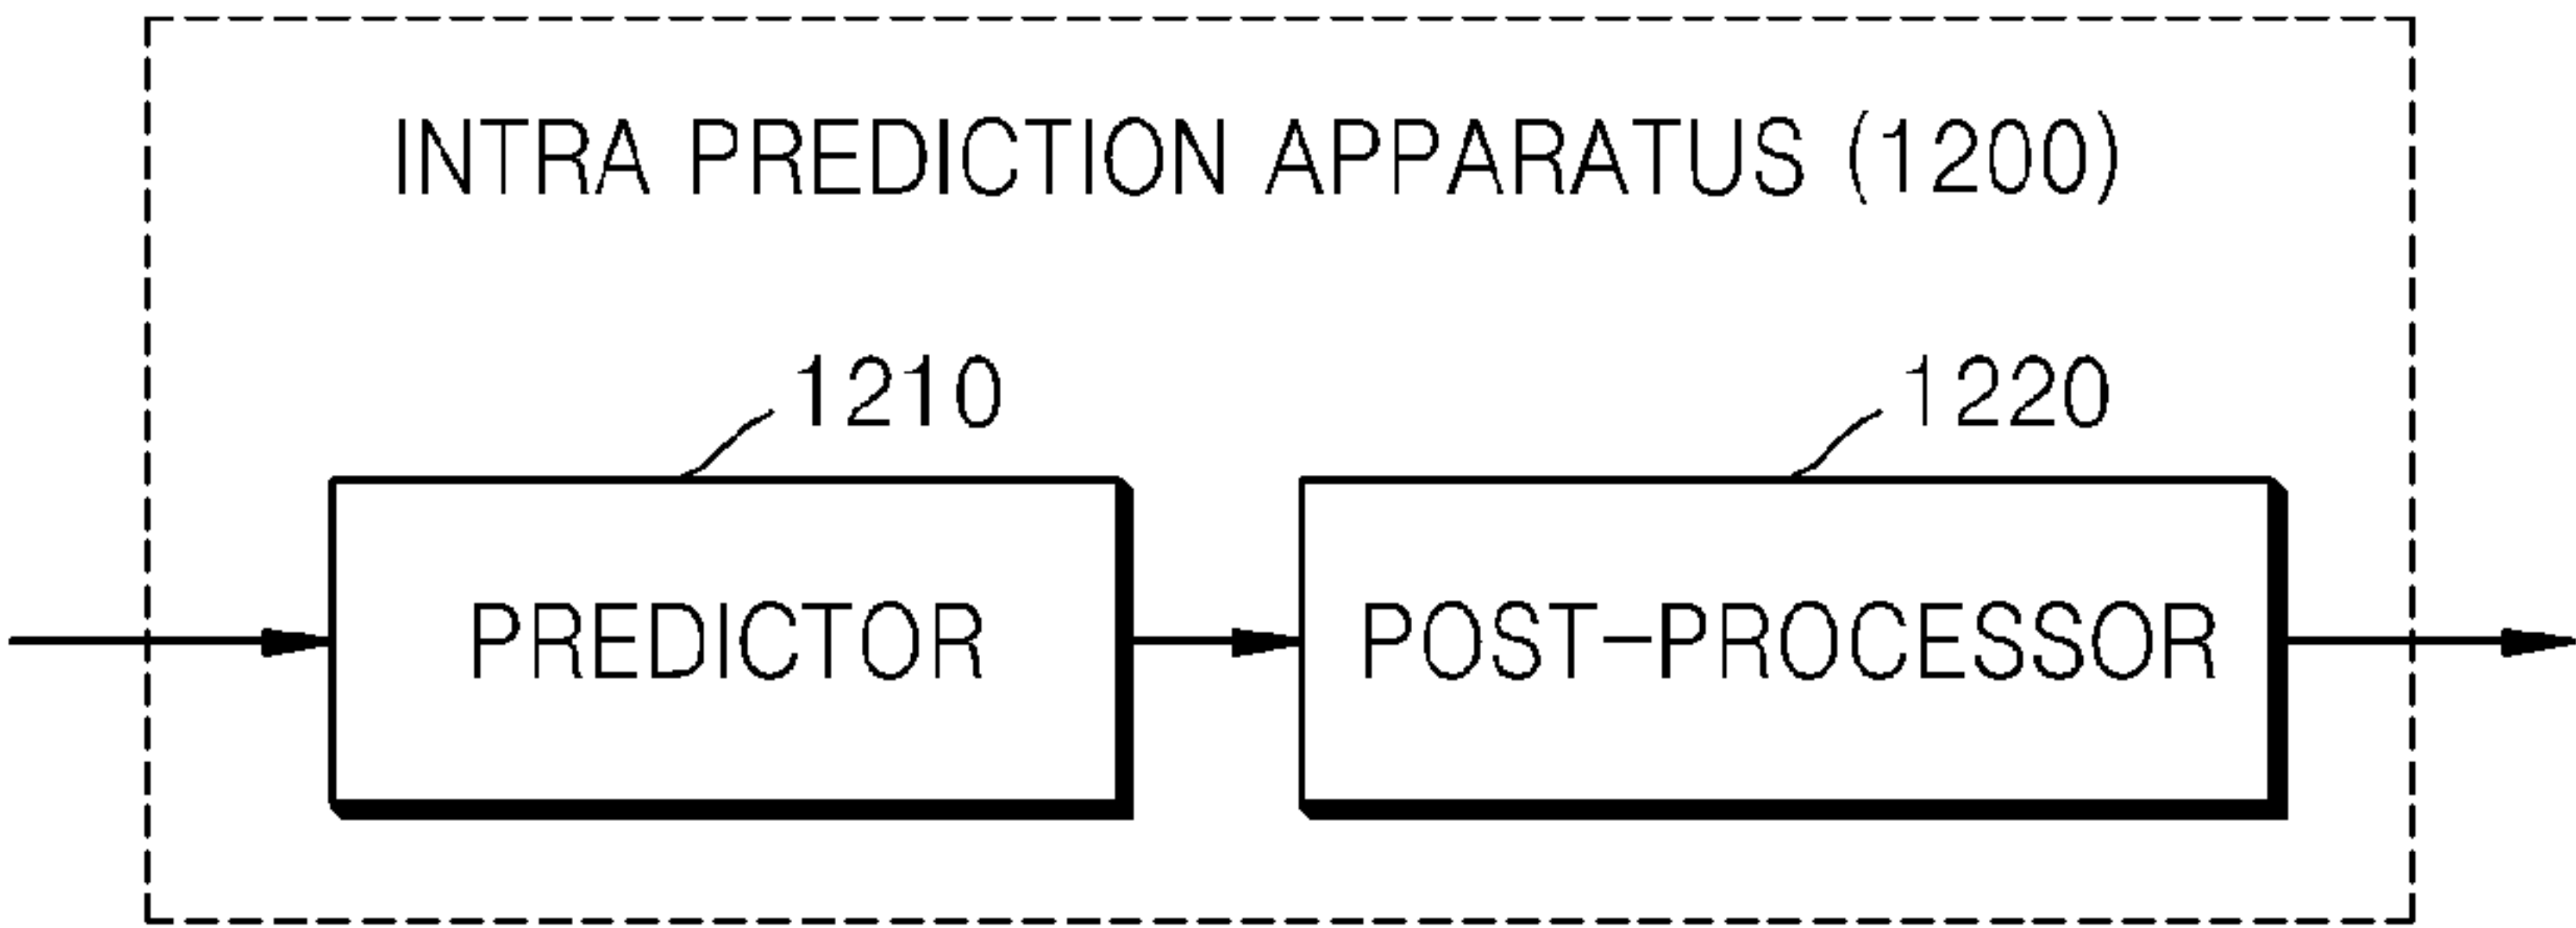 INTRA PREDICTION APPARATUS (1200)
1210
1220
PREDICTOR
POST-PROCESSOR